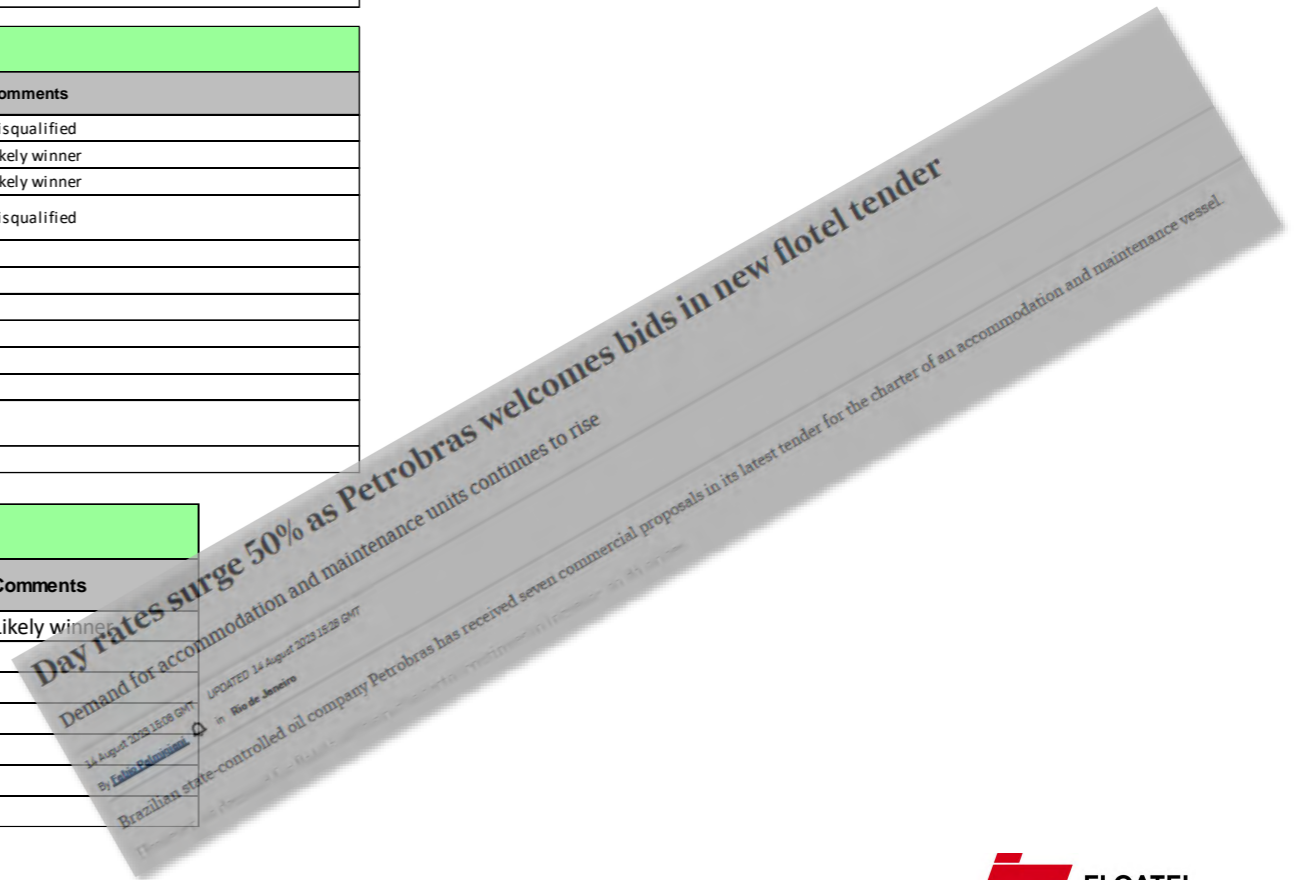 omments
isqualified
kely winner
kely winner
isqualified
Comments
Likely winner
Day rates surge 50% as Petrobras welcomes bids in new flotel tender
Demand for accommodation and maintenance units continues to rise
14 August 2023 15:08 GMT UPDATED 14 August 2023 15:28 GMT
By Fabio Palmigiani in Rio de Janeiro
Brazilian state-controlled oil company Petrobras has received seven commercial proposals in its latest tender for the charter of an accommodation and maintenance vessel.
FLOATEL